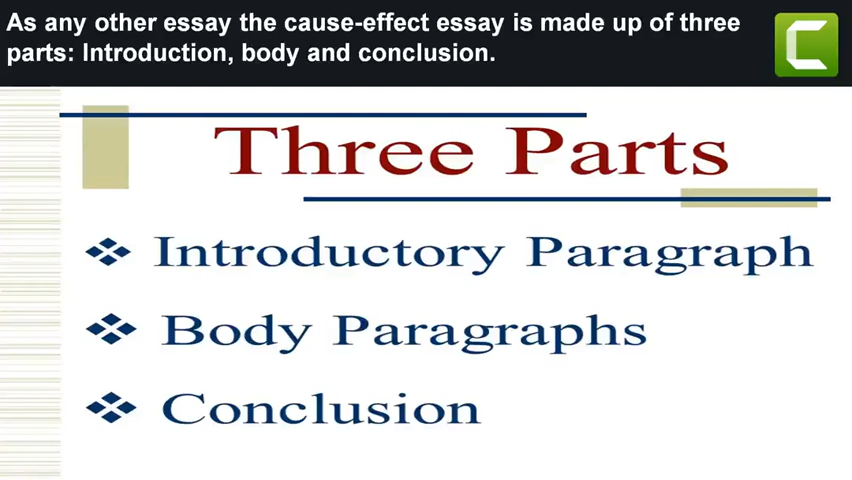 As any other essay the cause-effect essay is made up of three
parts: Introduction, body and conclusion.
Three Parts
Introductory Paragraph
Body Paragraphs
Conclusion